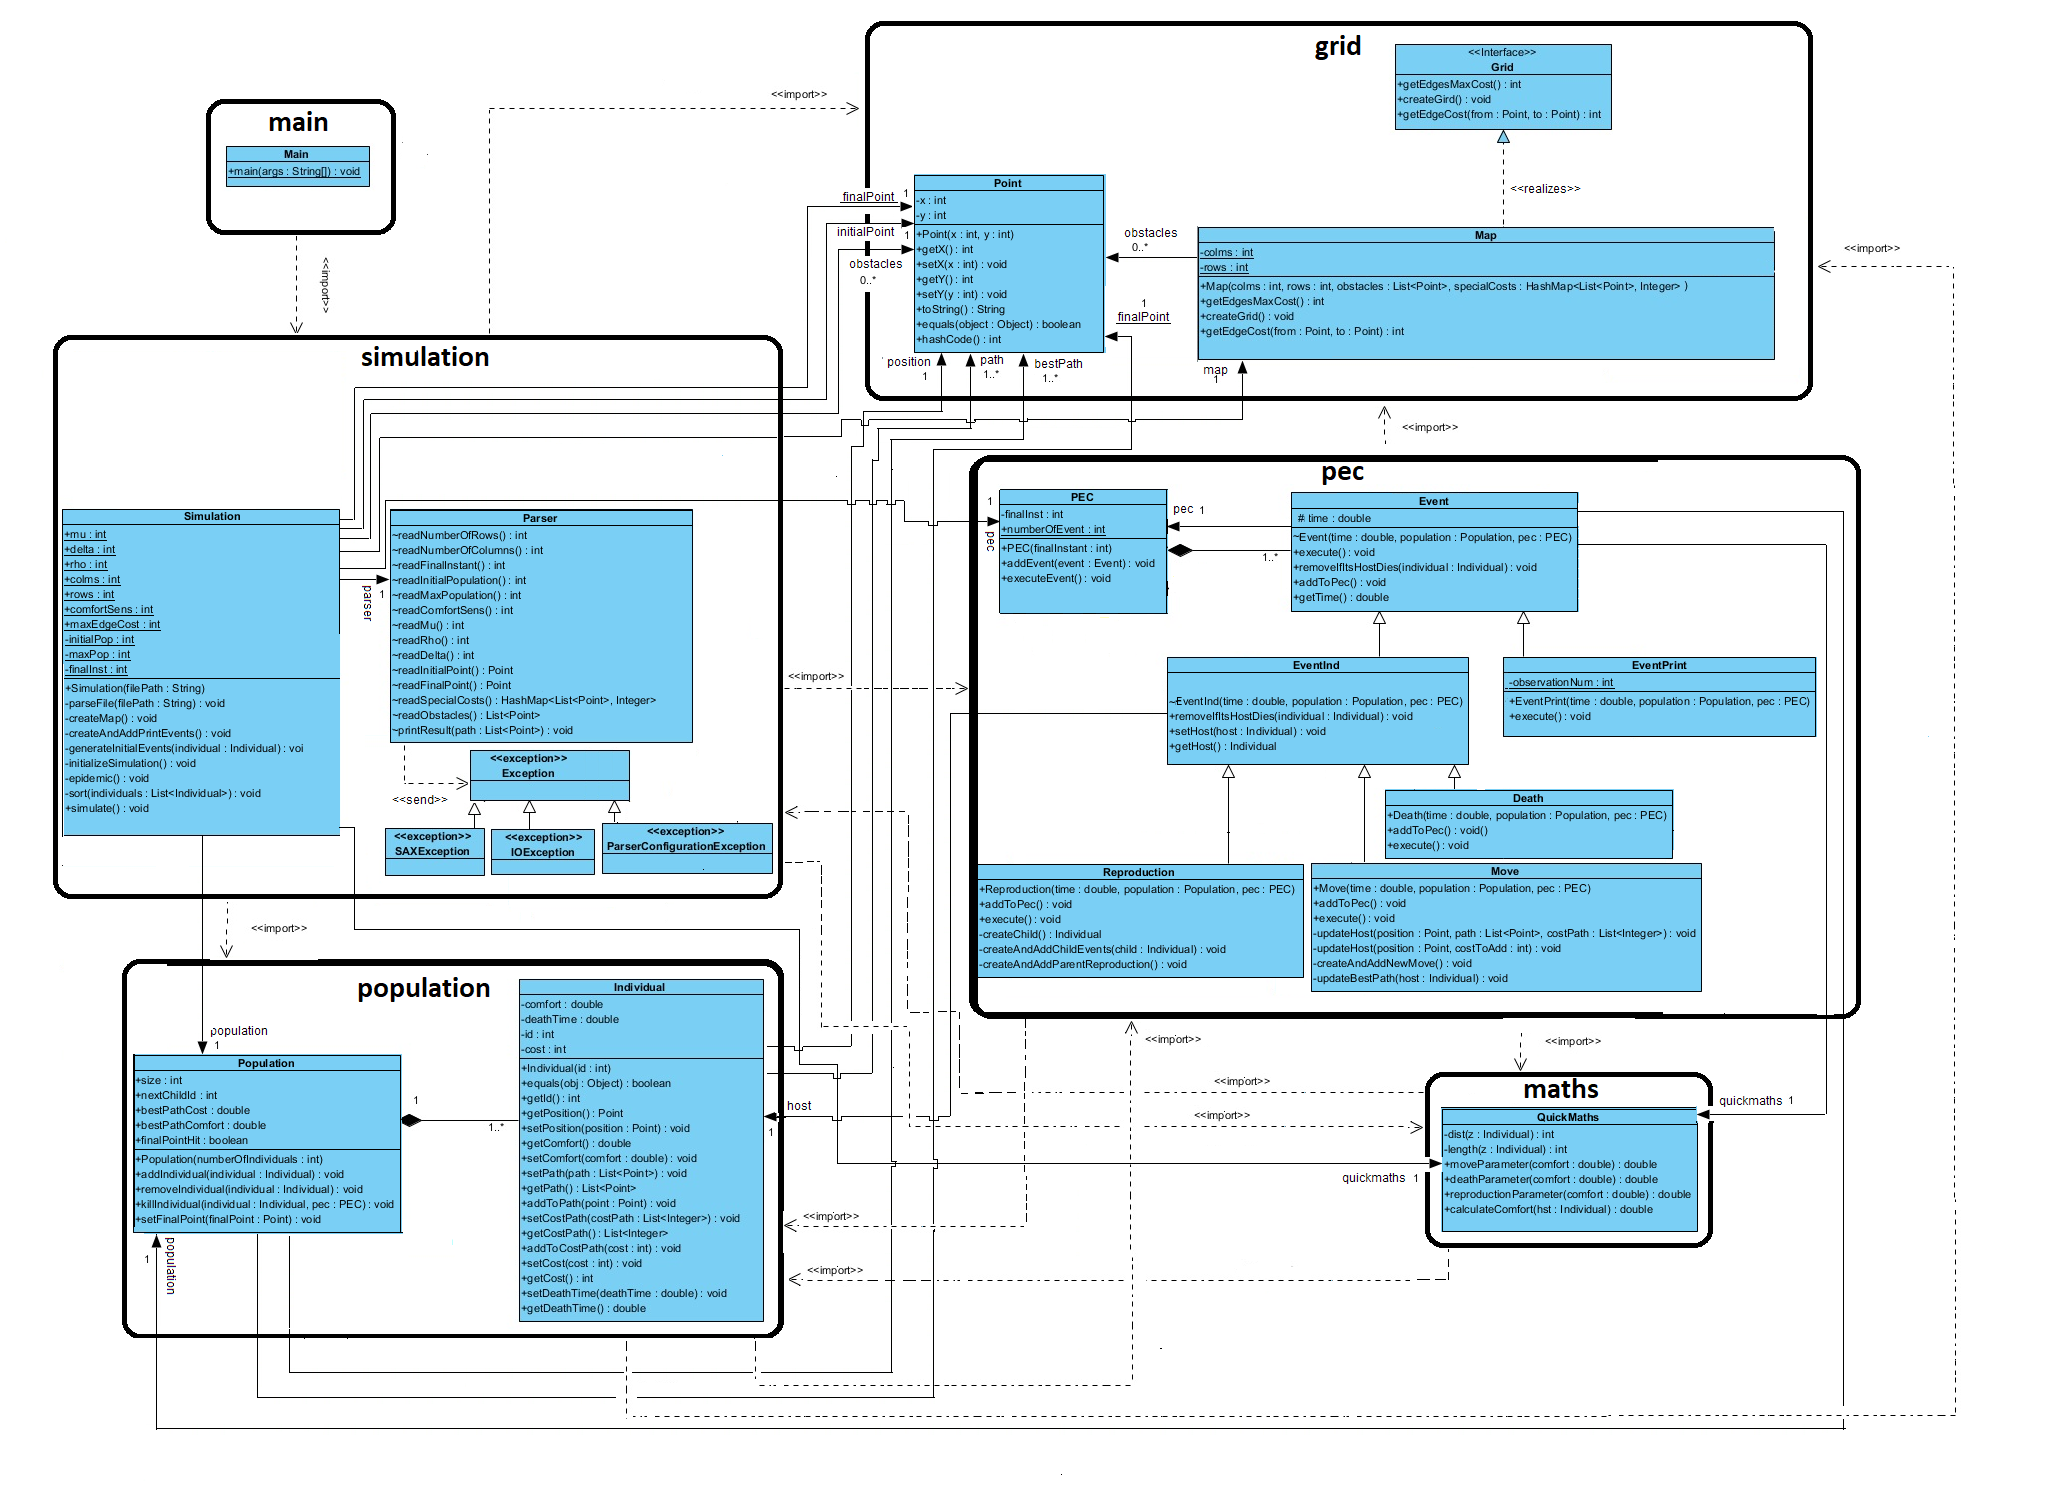 grid
<<Interface>>
Grid
+getEdgesMaxCost() : int
+createGird() : void
+getEdgeCost(from : Point, to : Point) : int
<<realizes>>
<<import>>
main
Main
+main(args : String[]) : void
<<import>>
Point
-x : int
-y : int
+Point(x : int, y : int)
+getX() : int
+setX(x : int) : void
+getY() : int
+setY(y : int) : void
+toString() : String
+equals(object : Object) : boolean
+hashCode() : int
finalPoint 1
initialPoint 1
obstacles
0..*
obstacles
0..*
1
finalPoint
position
1
path
1..*
bestPath
1..*
map
1
Map
-colms : int
-rows : int
+Map(colms : int, rows : int, obstacles : List<Point>, specialCosts : HashMap<List<Point>, Integer> )
+getEdgesMaxCost() : int
+createGrid() : void
+getEdgeCost(from : Point, to : Point) : int
<<import>>
<<import>>
simulation
Simulation
+mu : int
+delta : int
+rho : int
+colms : int
+rows : int
+comfortSens : int
+maxEdgeCost : int
-initialPop : int
-maxPop : int
-finalInst : int
+Simulation(filePath : String)
-parseFile(filePath : String) : void
-createMap() : void
-createAndAddPrintEvents() : void
-generateInitialEvents(individual : Individual) : voi
-initializeSimulation() : void
-epidemic() : void
-sort(individuals : List<Individual>) : void
+simulate() : void
parser
1
Parser
~readNumberOfRows() : int
~readNumberOfColumns() : int
~readFinalInstant() : int
~readInitialPopulation() : int
~readMaxPopulation() : int
~readComfortSens() : int
~readMu() : int
~readRho() : int
~readDelta() : int
~readInitialPoint() : Point
~readFinalPoint() : Point
~readSpecialCosts() : HashMap<List<Point>, Integer>
~readObstacles() : List<Point>
~printResult(path : List<Point>) : void
<<exception>>
Exception
<<send>>
<<exception>>
SAXException
<<exception>>
IOException
<<exception>>
ParserConfigurationException
<<import>>
pec
1
pec
PEC
-finalInst : int
+numberOfEvent : int
+PEC(finalInstant : int)
+addEvent(event : Event) : void
+executeEvent() : void
pec 1
1..*
Event
# time : double
~Event(time : double, population : Population, pec : PEC)
+execute() : void
+removeIfItsHostDies(individual : Individual) : void
+addToPec() : void
+getTime() : double
EventInd
~EventInd(time : double, population : Population, pec : PEC)
+removeIfItsHostDies(individual : Individual) : void
+setHost(host : Individual) : void
+getHost() : Individual
EventPrint
-observationNum : int
+EventPrint(time : double, population : Population, pec : PEC)
+execute() : void
Death
+Death(time : double, population : Population, pec : PEC)
+addToPec() : void()
+execute() : void
Reproduction
+Reproduction(time : double, population : Population, pec : PEC)
+addToPec() : void
+execute() : void
-createChild() : Individual
-createAndAddChildEvents(child : Individual) : void
-createAndAddParentReproduction() : void
Move
+Move(time : double, population : Population, pec : PEC)
+addToPec() : void
+execute() : void
-updateHost(position : Point, path : List<Point>, costPath : List<Integer>) : void
-updateHost(position : Point, costToAdd : int) : void
-createAndAddNewMove() : void
-updateBestPath(host : Individual) : void
<<import>>
population
population
1
Population
+size : int
+nextChildId : int
+bestPathCost : double
+bestPathComfort : double
+finalPointHit : boolean
+Population(numberOfIndividuals : int)
+addIndividual(individual : Individual) : void
+removeIndividual(individual : Individual) : void
+killIndividual(individual : Individual, pec : PEC) : void
+setFinalPoint(finalPoint : Point) : void
1
1..*
1
population
Individual
-comfort : double
-deathTime : double
-id : int
-cost : int
+Individual(id : int)
+equals(obj : Object) : boolean
+getId() : int
+getPosition() : Point
+setPosition(position : Point) : void
+getComfort() : double
+setComfort(comfort : double) : void
+setPath(path : List<Point>) : void
+getPath() : List<Point>
+addToPath(point : Point) : void
+setCostPath(costPath : List<Integer>) : void
+getCostPath() : List<Integer>
+addToCostPath(cost : int) : void
+setCost(cost : int) : void
+getCost() : int
+setDeathTime(deathTime : double) : void
+getDeathTime() : double
host
1
<<import>>
<<import>>
<<import>>
<<import>>
<<import>>
<<import>>
maths
quickmaths 1
quickmaths 1
QuickMaths
-dist(z : Individual) : int
-length(z : Individual) : int
+moveParameter(comfort : double) : double
+deathParameter(comfort : double) : double
+reproductionParameter(comfort : double) : double
+calculateComfort(hst : Individual) : double